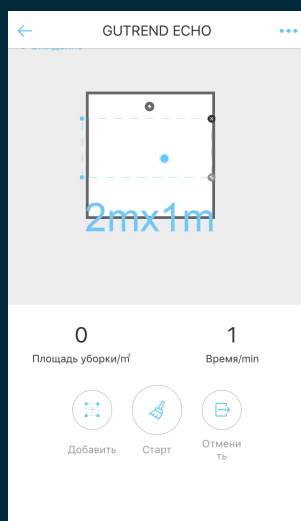 GUTREND ECHO
2mx1m
0
1
Площадь уборки/㎡
Время/min
Добавить
Старт
Отмени
ть